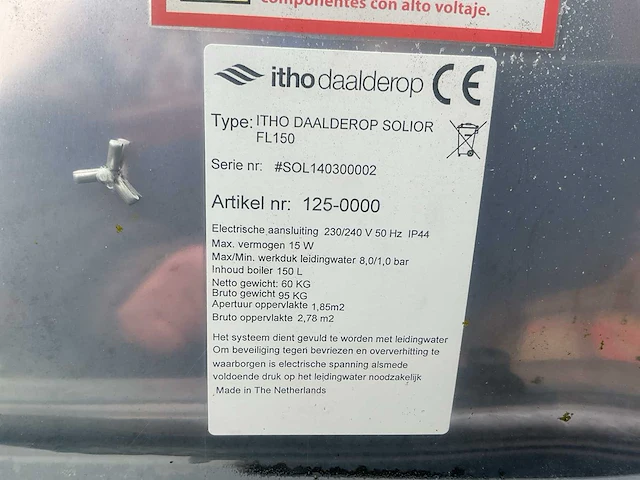 componentes con alto voltaje.
itho daalderop CE
Type: ITHO DAALDEROP SOLIOR
FL150
Serie nr: #SOL140300002
Artikel nr: 125-0000
Electrische aansluiting 230/240 V 50 Hz IP44
Max. vermogen 15 W
Max/Min. werkduk leidingwater 8,0/1,0 bar
Inhoud boiler 150 L
Netto gewicht: 60 KG
Bruto gewicht 95 KG
Apertuur oppervlakte 1,85m2
Bruto oppervlakte 2,78 m2
Het systeem dient gevuld te worden met leidingwater
Om beveiliging tegen bevriezen en oververhitting te
waarborgen is electrische spanning alsmede
voldoende druk op het leidingwater noodzakelijk
Made in The Netherlands